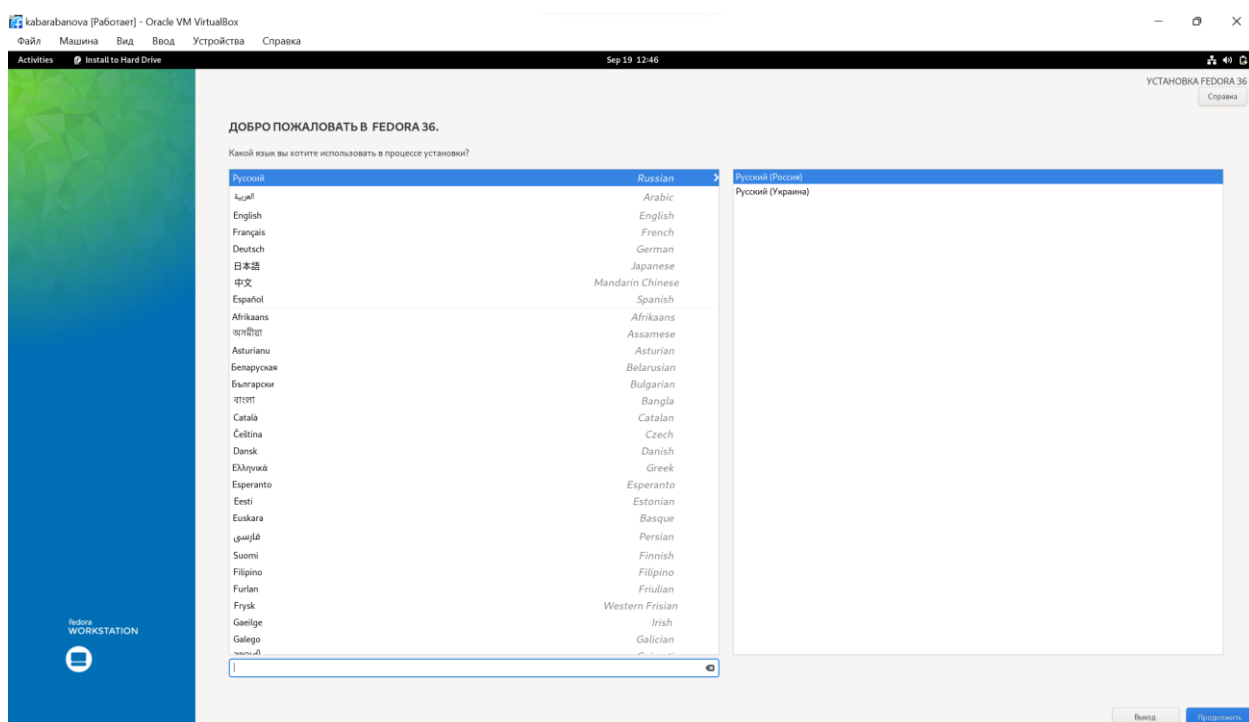 kabarabanova [Работает] - Oracle VM VirtualBox
Файл Машина Вид Ввод Устройства Справка
Activities Install to Hard Drive Sep 19 12:46
УСТАНОВКА FEDORA 36
Справка
ДОБРО ПОЖАЛОВАТЬ В FEDORA 36.
Какой язык вы хотите использовать в процессе установки?
Русский Russian Русский (Россия)
العربية Arabic Русский (Украина)
English English
Français French
Deutsch German
日本語 Japanese
中文 Mandarin Chinese
Español Spanish
Afrikaans Afrikaans
অসমীয়া Assamese
Asturianu Asturian
Беларуская Belarusian
Български Bulgarian
বাংলা Bangla
Català Catalan
Čeština Czech
Dansk Danish
Ελληνικά Greek
Esperanto Esperanto
Eesti Estonian
Euskara Basque
فارسی Persian
Suomi Finnish
Filipino Filipino
Furlan Friulian
Frysk Western Frisian
Gaeilge Irish
Galego Galician
fedora
WORKSTATION
Выход Продолжить